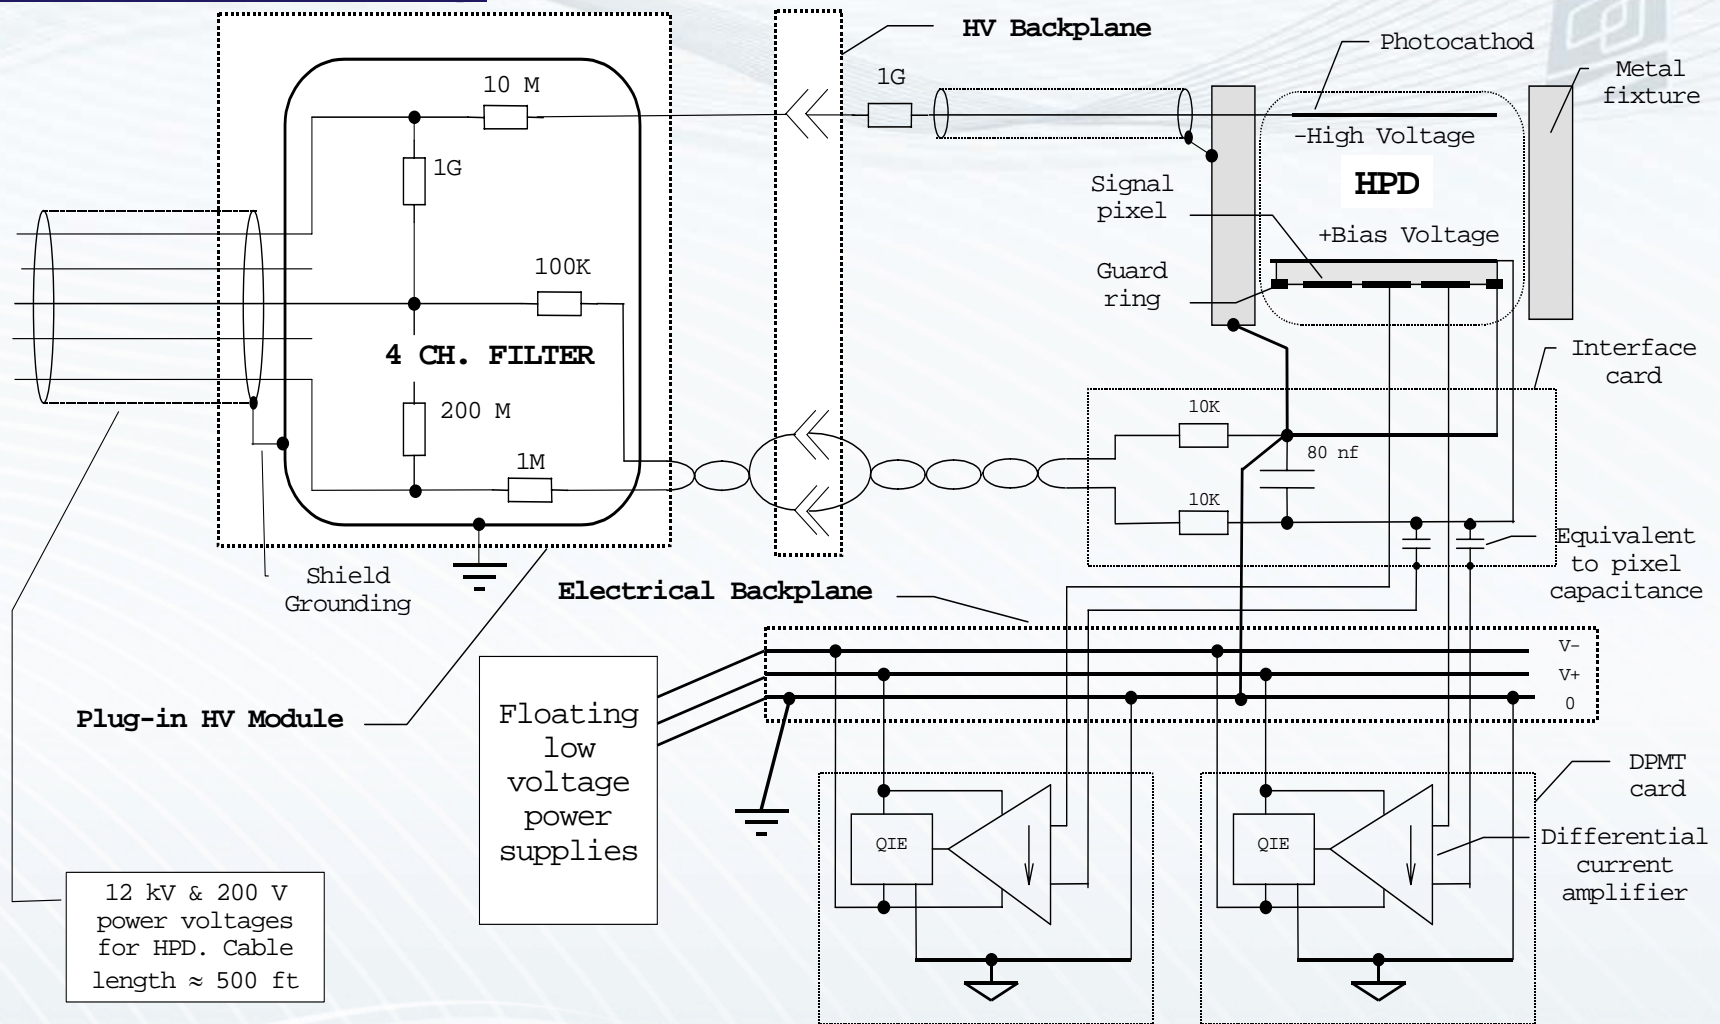 HV Backplane
Photocathod
Metal
fixture
10 M
1G
-High Voltage
1G
HPD
Signal
pixel
+Bias Voltage
100K
Guard
ring
4 CH. FILTER
Interface
card
200 M
10K
80 nf
1M
10K
Equivalent
to pixel
capacitance
Shield
Grounding
Electrical Backplane
V-
V+
0
Plug-in HV Module
Floating
low
voltage
power
supplies
DPMT
card
QIE
QIE
Differential
current
amplifier
12 kV & 200 V
power voltages
for HPD. Cable
length ≈ 500 ft